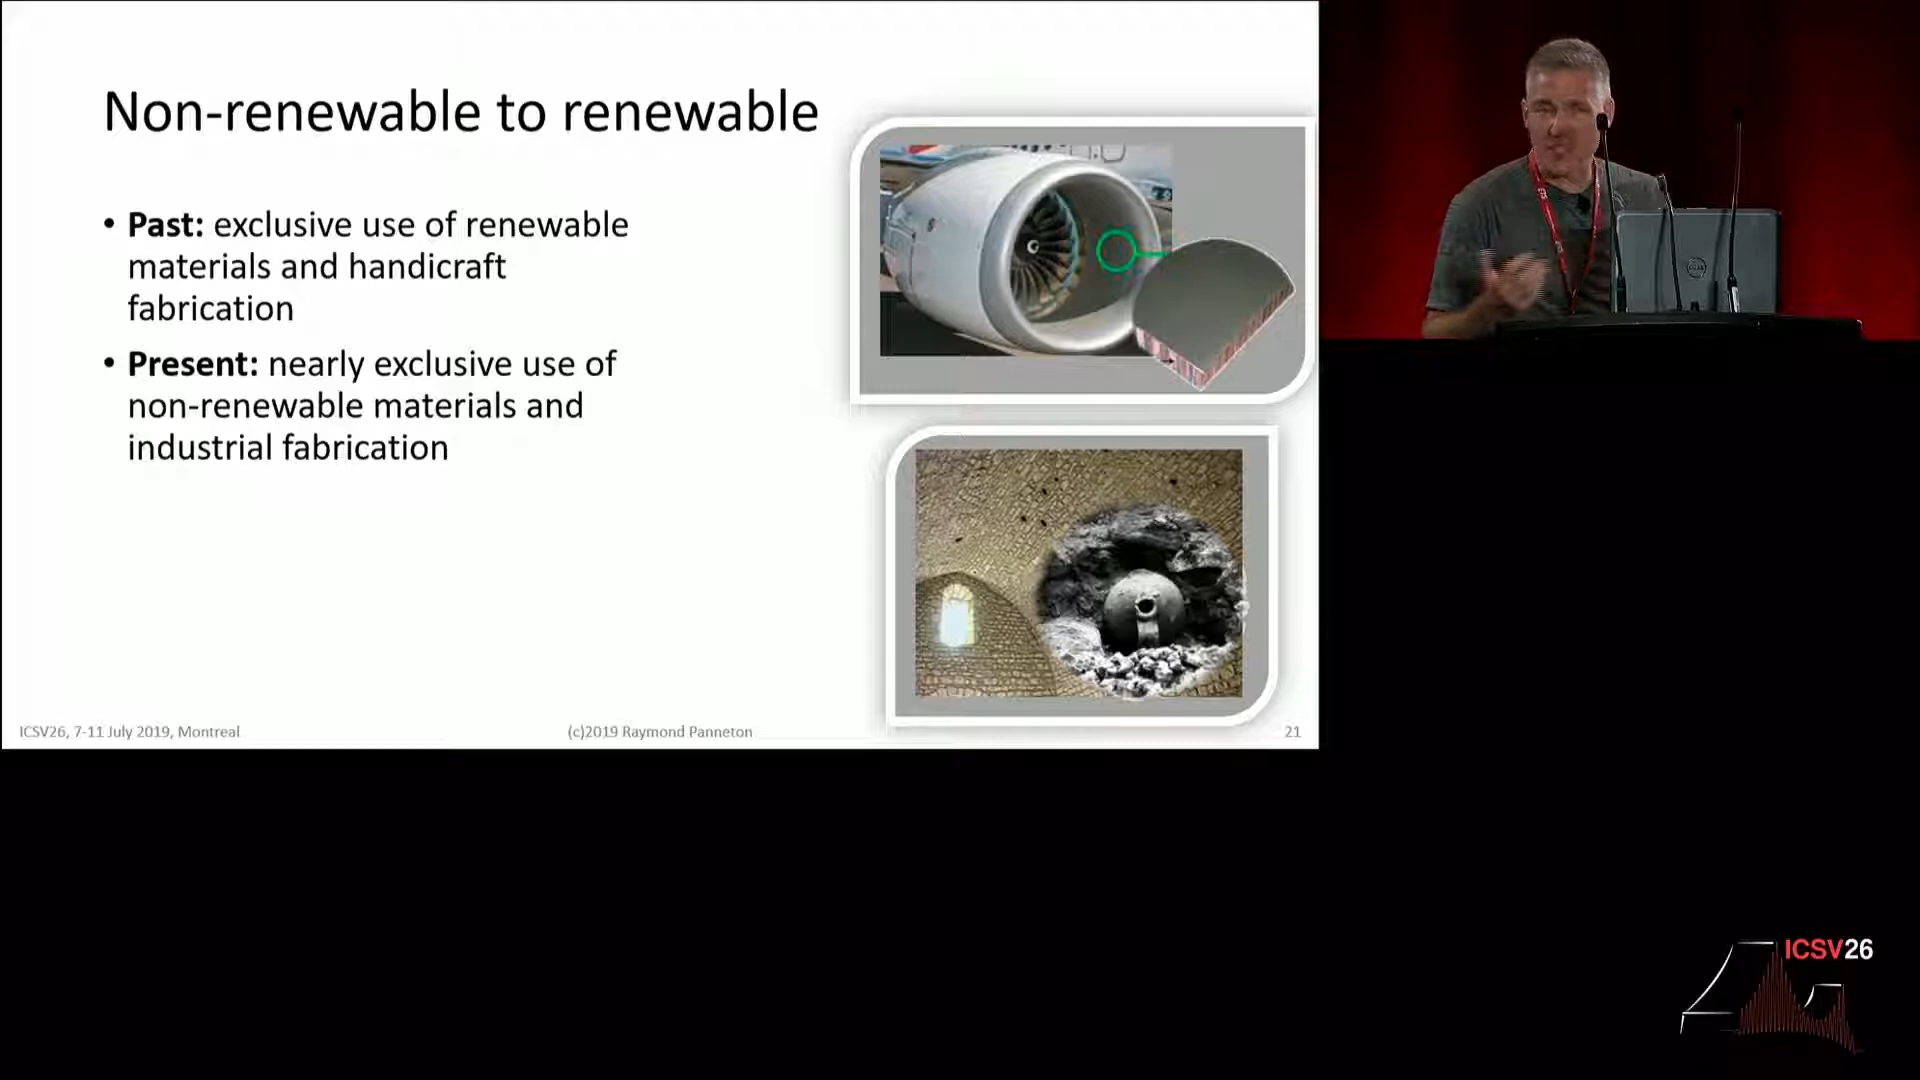 Non-renewable to renewable
• Past: exclusive use of renewable
materials and handicraft
fabrication
• Present: nearly exclusive use of
non-renewable materials and
industrial fabrication
ICSV26, 7-11 July 2019, Montreal
(c)2019 Raymond Panneton
21
ICSV26